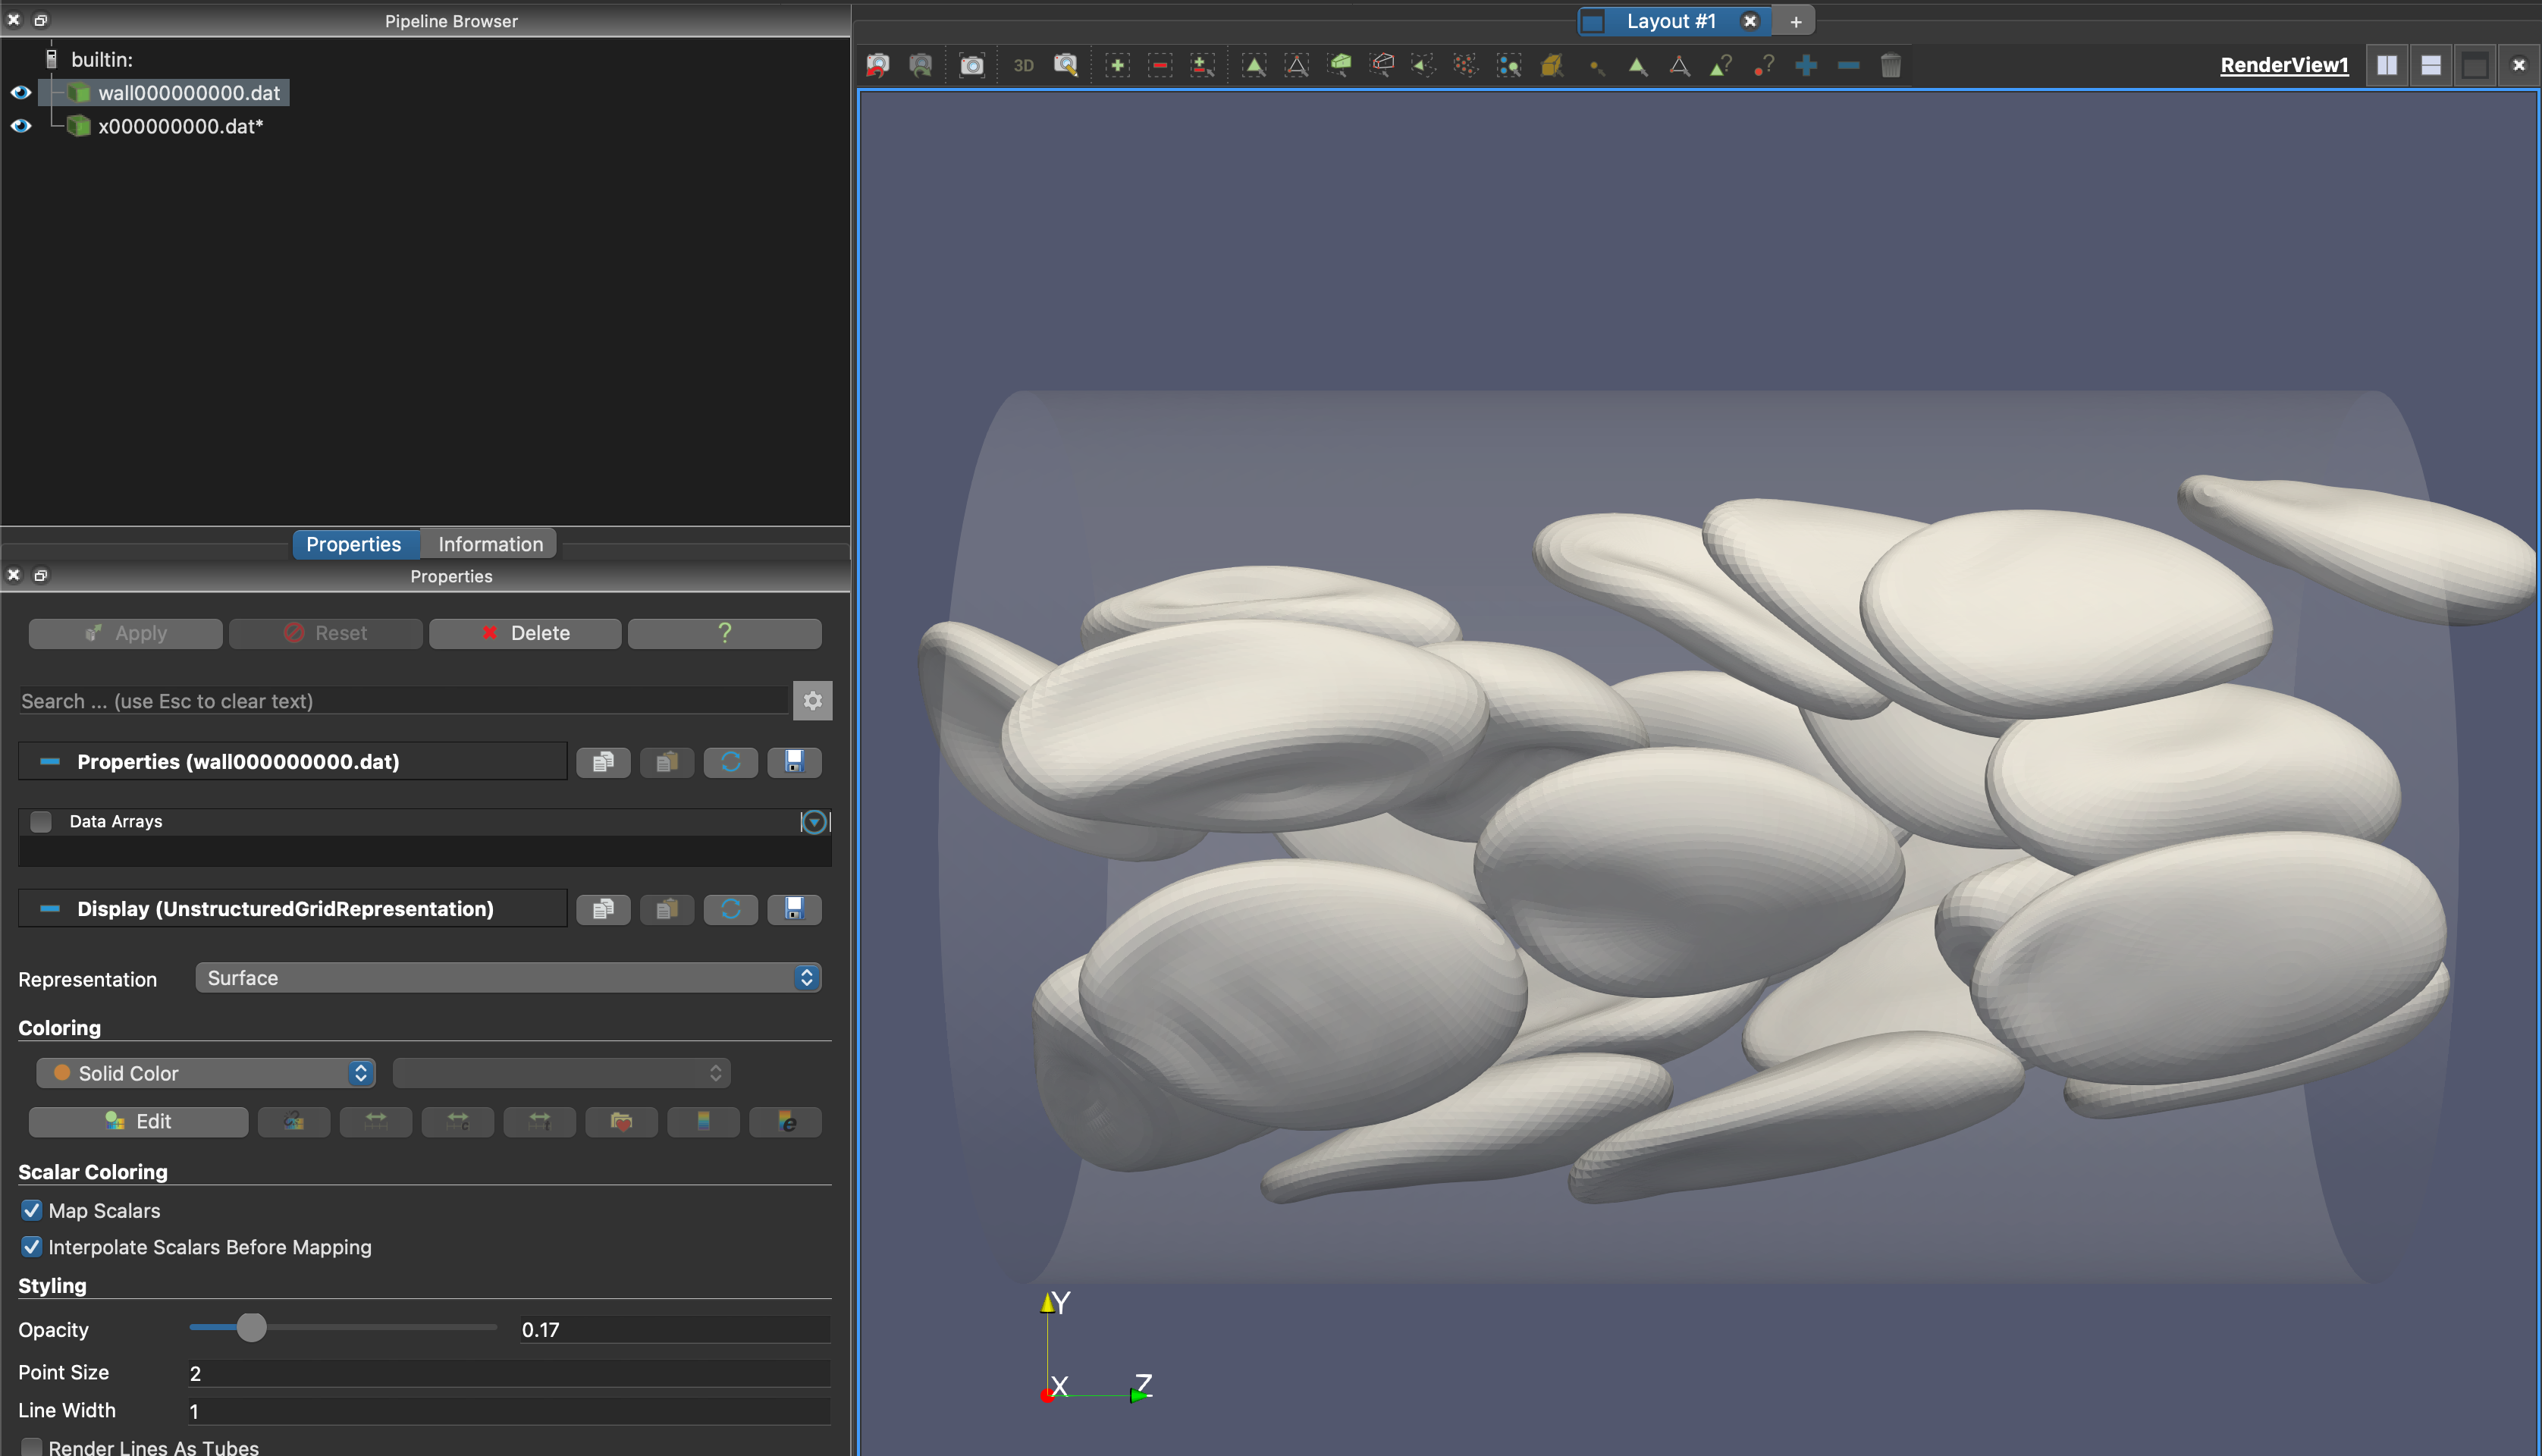 Pipeline Browser
builtin:
wall000000000.dat
x000000000.dat*
Properties Information
Properties
Apply Reset Delete ?
Search ... (use Esc to clear text)
Properties (wall000000000.dat)
Data Arrays
Display (UnstructuredGridRepresentation)
Representation Surface
Coloring
Solid Color
Edit
Scalar Coloring
Map Scalars
Interpolate Scalars Before Mapping
Styling
Opacity 0.17
Point Size 2
Line Width 1
Render Lines As Tubes
Layout #1 +
3D RenderView1
Y
X Z